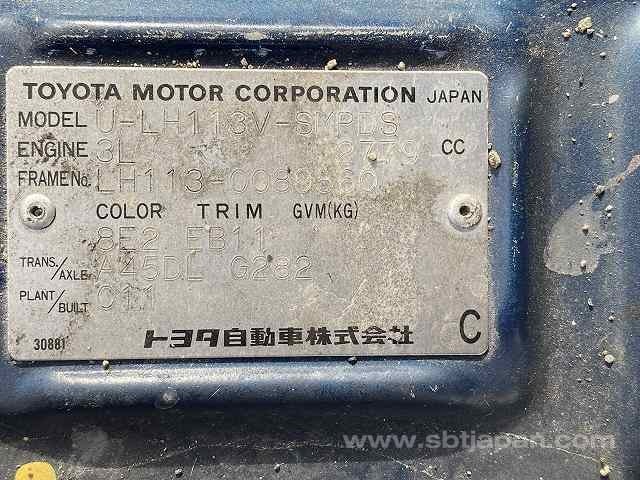 TOYOTA MOTOR CORPORATION JAPAN
MODEL U-LH113V-SMPDS
ENGINE 3L 2779 CC
FRAME No.
COLOR TRIM GVM(KG)
8E2 EB11
TRANS./AXLE A45DL G282
PLANT/BUILT C11
30881 トヨタ自動車株式会社 C
www.sbtjapan.com